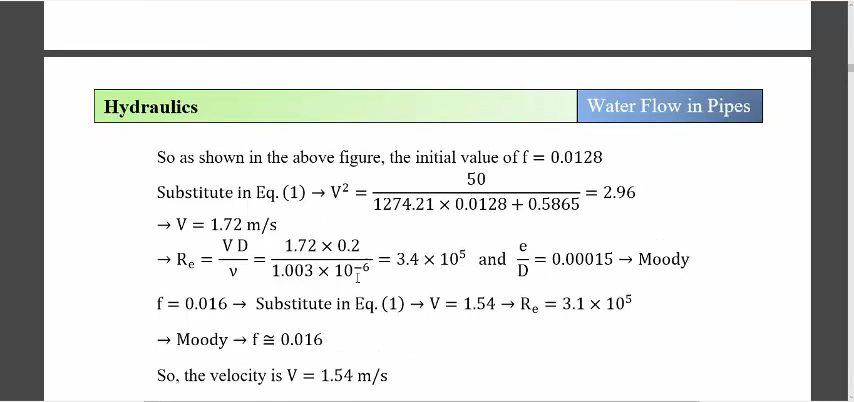 Hydraulics Water Flow in Pipes
So as shown in the above figure, the initial value of f = 0.0128
Substitute in Eq. (1) → V² = 50 / (1274.21 × 0.0128 + 0.5865) = 2.96
→ V = 1.72 m/s
→ Rₑ = V D / ν = 1.72 × 0.2 / 1.003 × 10⁻⁶ = 3.4 × 10⁵ and e/D = 0.00015 → Moody
f = 0.016 → Substitute in Eq. (1) → V = 1.54 → Rₑ = 3.1 × 10⁵
→ Moody → f ≅ 0.016
So, the velocity is V = 1.54 m/s